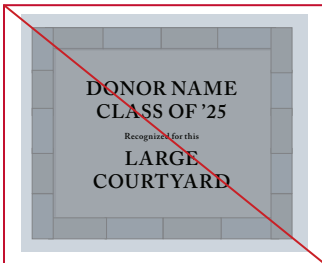 DONOR NAME
CLASS OF ’25
Recognized for this
LARGE
COURTYARD